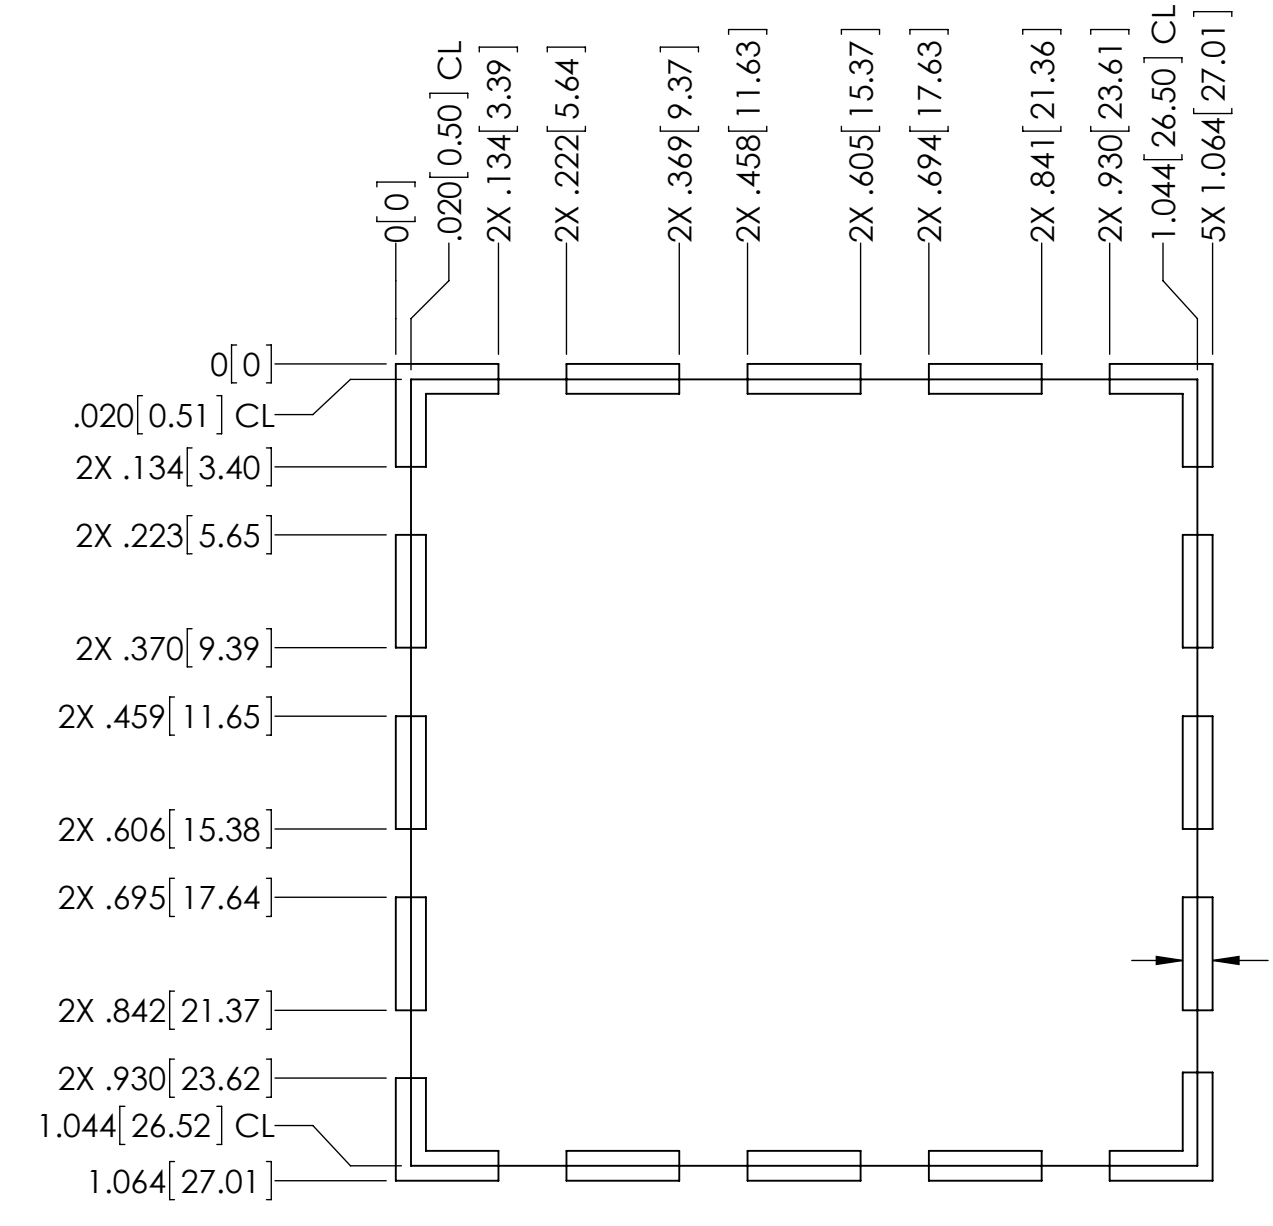 0[0]
.020[0.50] CL
2X .134[3.39]
2X .222[5.64]
2X .369[9.37]
2X .458[11.63]
2X .605[15.37]
2X .694[17.63]
2X .841[21.36]
2X .930[23.61]
1.044[26.50] CL
5X 1.064[27.01]
0[0]
.020[0.51] CL
2X .134[3.40]
2X .223[5.65]
2X .370[9.39]
2X .459[11.65]
2X .606[15.38]
2X .695[17.64]
2X .842[21.37]
2X .930[23.62]
1.044[26.52] CL
1.064[27.01]